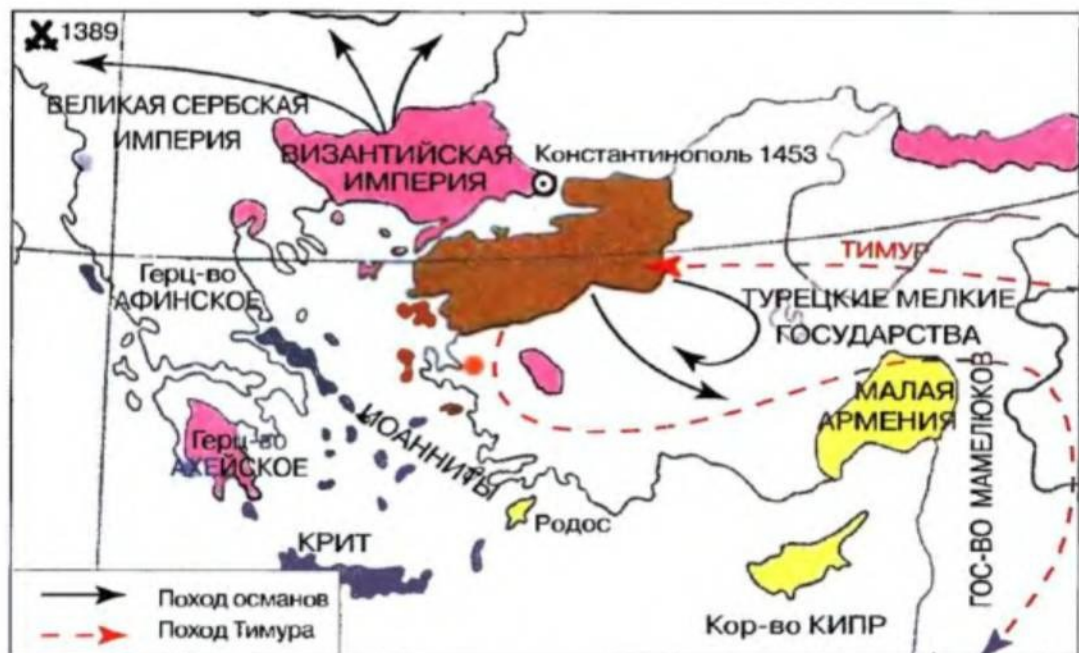 1389
ВЕЛИКАЯ СЕРБСКАЯ
ИМПЕРИЯ
ВИЗАНТИЙСКАЯ
ИМПЕРИЯ
Константинополь 1453
ТИМУР
Герц-во
АФИНСКОЕ
ТУРЕЦКИЕ МЕЛКИЕ
ГОСУДАРСТВА
МАЛАЯ
АРМЕНИЯ
Герц-во
АХЕЙСКОЕ
ИОАННИТЫ
ГОС-ВО МАМЕЛЮКОВ
Родос
КРИТ
Кор-во КИПР
Поход османов
Поход Тимура